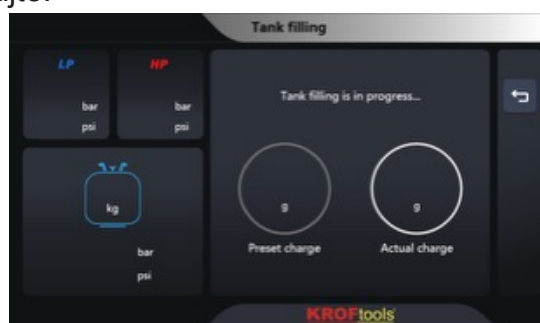 Tank filling
LP
HP
bar
bar
psi
psi
kg
bar
psi
Tank filling is in progress...
g
g
Preset charge
Actual charge
KROFtools